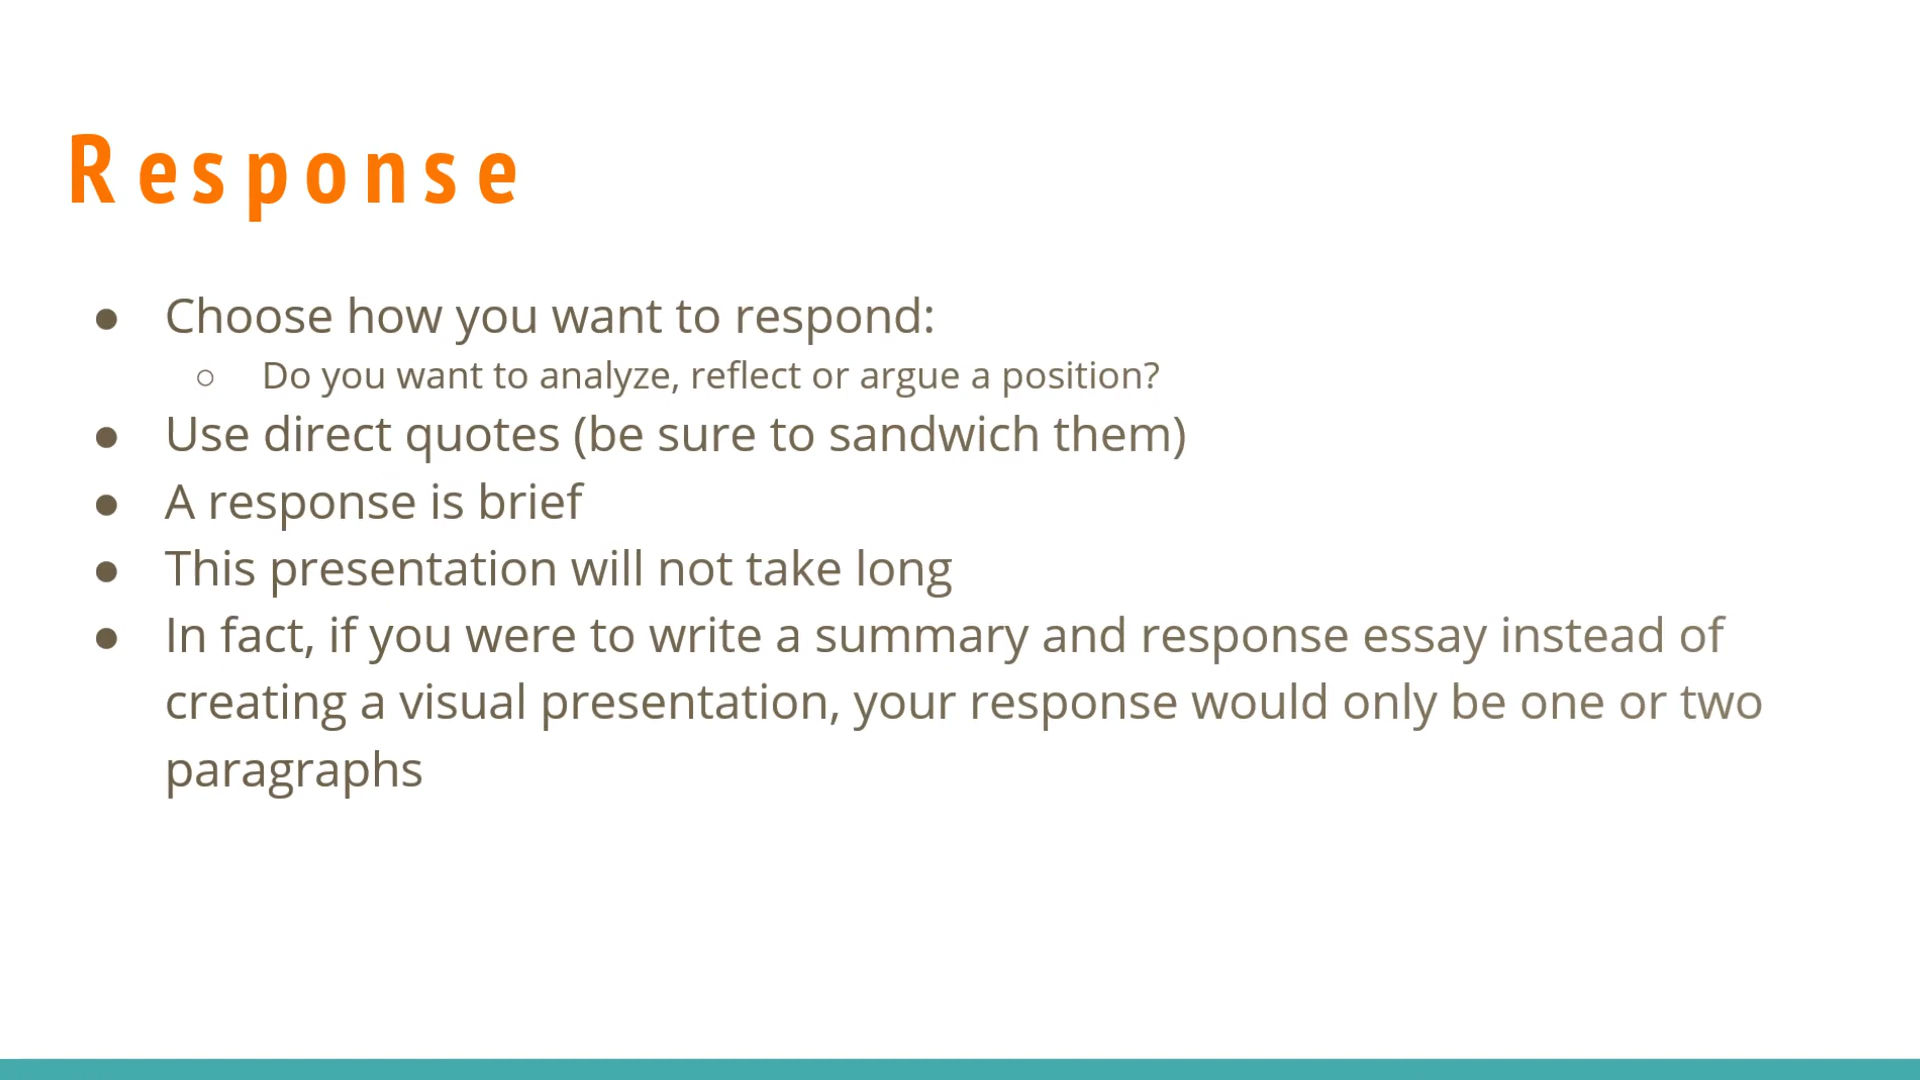 Response
● Choose how you want to respond:
○ Do you want to analyze, reflect or argue a position?
● Use direct quotes (be sure to sandwich them)
● A response is brief
● This presentation will not take long
● In fact, if you were to write a summary and response essay instead of
creating a visual presentation, your response would only be one or two
paragraphs